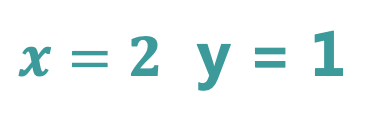 x = 2 y = 1